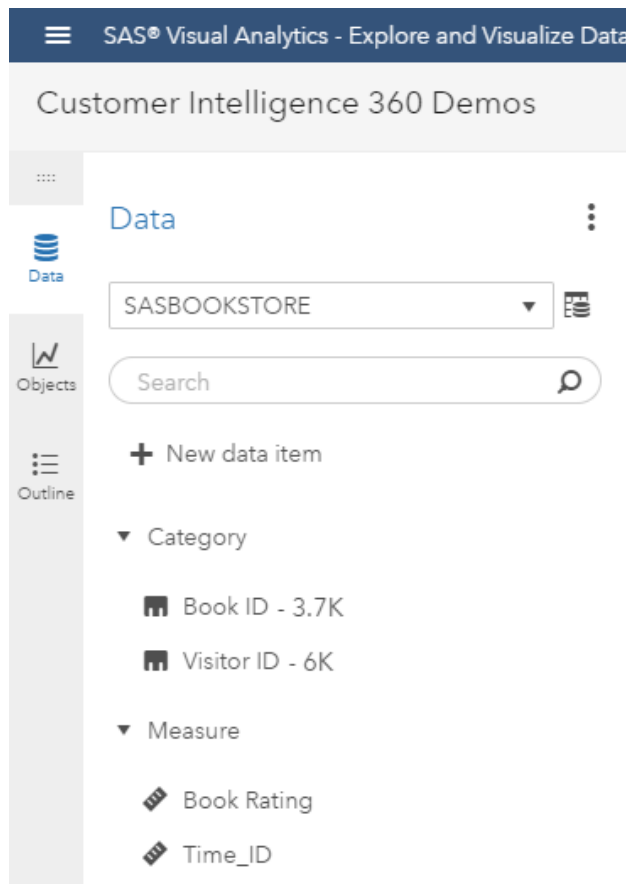 SAS® Visual Analytics - Explore and Visualize Data
Customer Intelligence 360 Demos
Data
Data
SASBOOKSTORE
Objects
Search
New data item
Outline
Category
Book ID - 3.7K
Visitor ID - 6K
Measure
Book Rating
Time_ID